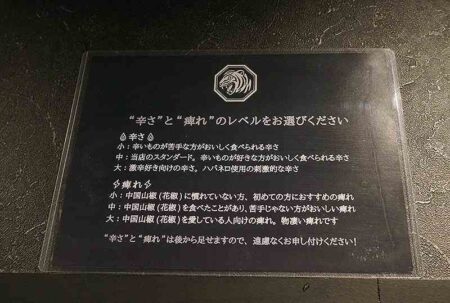 “辛さ”と“痺れ”のレベルをお選びください
辛さ
小：辛いものが苦手な方がおいしく食べられる辛さ
中：当店のスタンダード。辛いものが好きな方がおいしく食べられる辛さ
大：激辛好き向けの辛さ。ハバネロ使用の刺激的な辛さ
痺れ
小：中国山椒(花椒)に慣れていない方、初めての方におすすめの痺れ
中：中国山椒(花椒)を食べたことがあり、苦手じゃない方がおいしい痺れ
大：中国山椒(花椒)を愛している人向けの痺れ。物凄い痺れです
“辛さ”と“痺れ”は後から足せますので、遠慮なくお申し付けください！